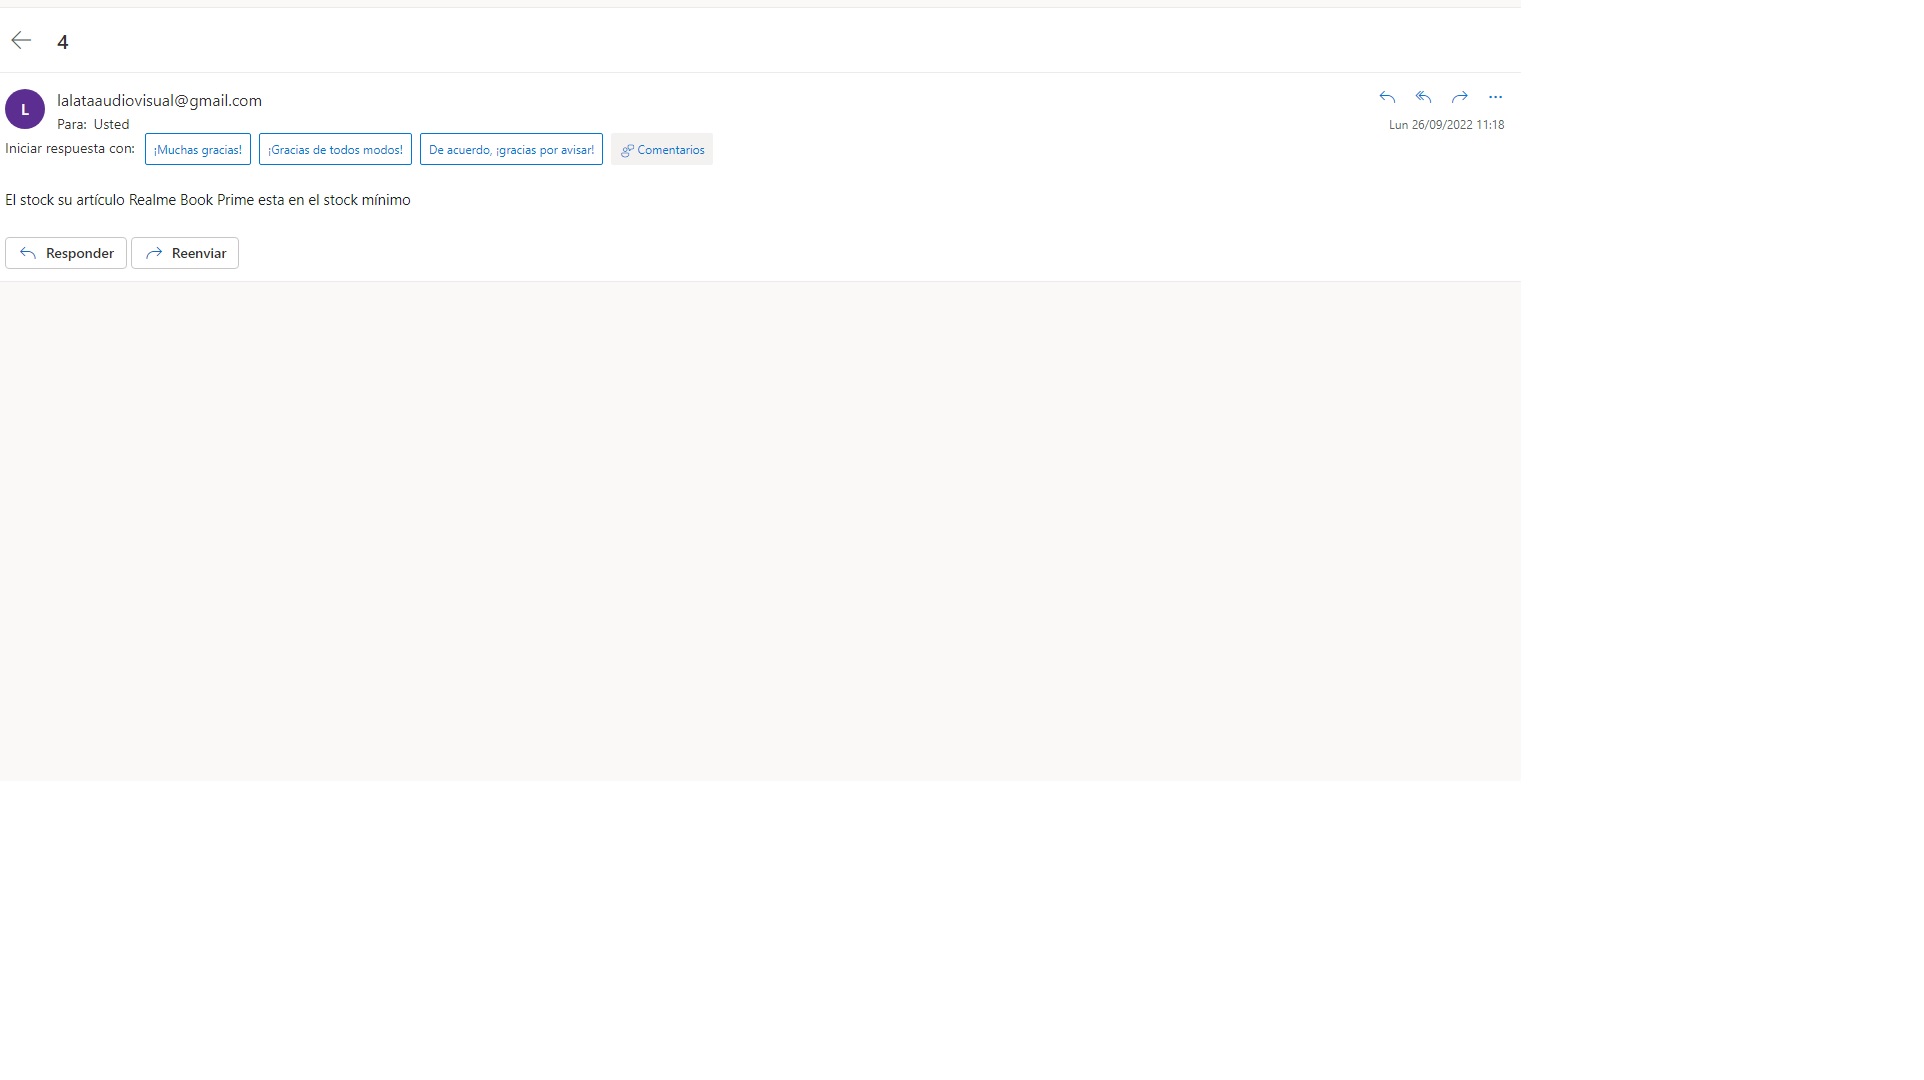 4
L
lalataaudiovisual@gmail.com
Para: Usted
Lun 26/09/2022 11:18
Iniciar respuesta con: ¡Muchas gracias! ¡Gracias de todos modos! De acuerdo, ¡gracias por avisar! Comentarios
El stock su artículo Realme Book Prime esta en el stock mínimo
Responder Reenviar